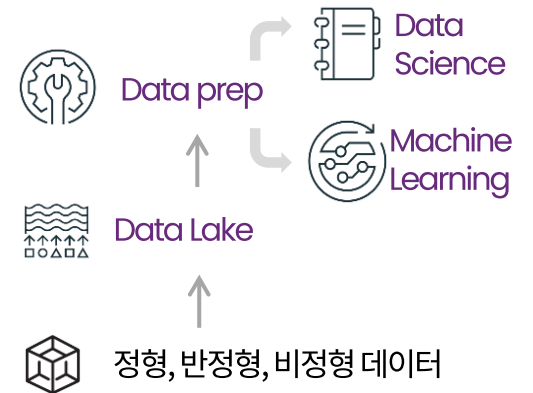 Data
Science
Data prep
Machine
Learning
Data Lake
정형, 반정형, 비정형 데이터